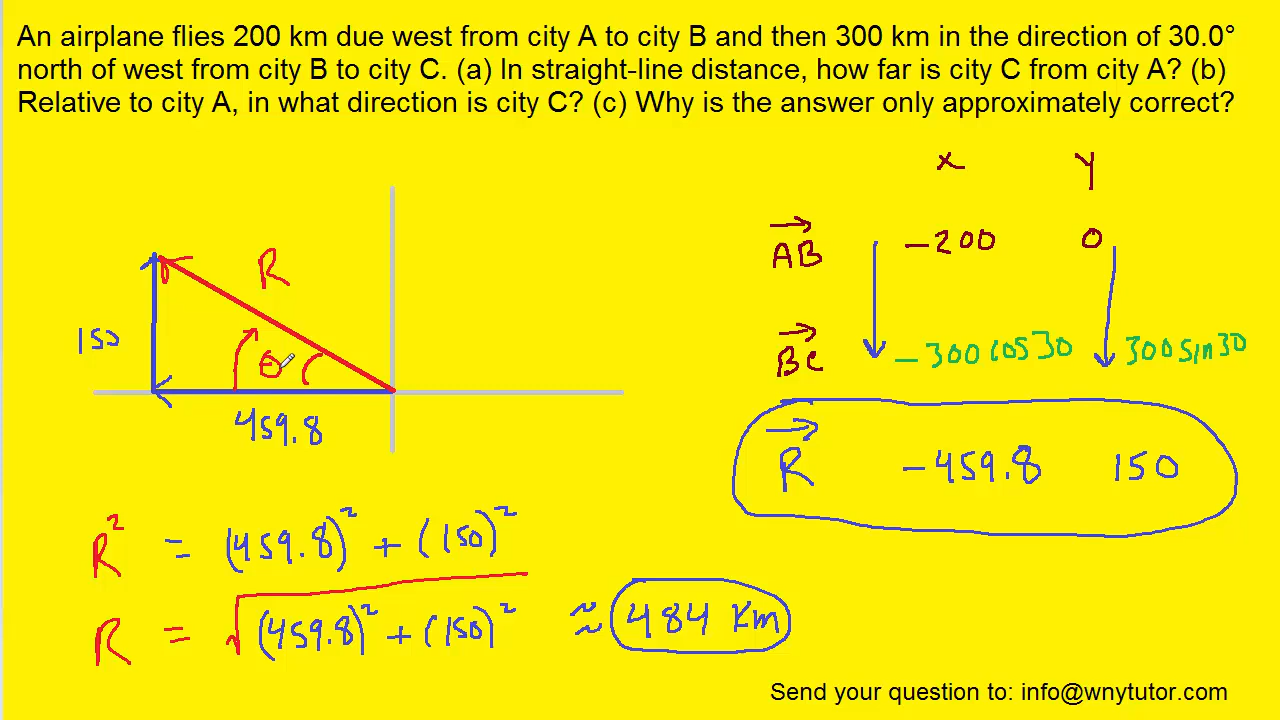 An airplane flies 200 km due west from city A to city B and then 300 km in the direction of 30.0°
north of west from city B to city C. (a) In straight-line distance, how far is city C from city A? (b)
Relative to city A, in what direction is city C? (c) Why is the answer only approximately correct?
x y
AB −200 0
BC −300 cos 30 300 sin 30
R −459.8 150
R
150
θ
459.8
R² = (459.8)² + (150)²
R = √(459.8)² + (150)² ≈ 484 Km
Send your question to: info@wnytutor.com